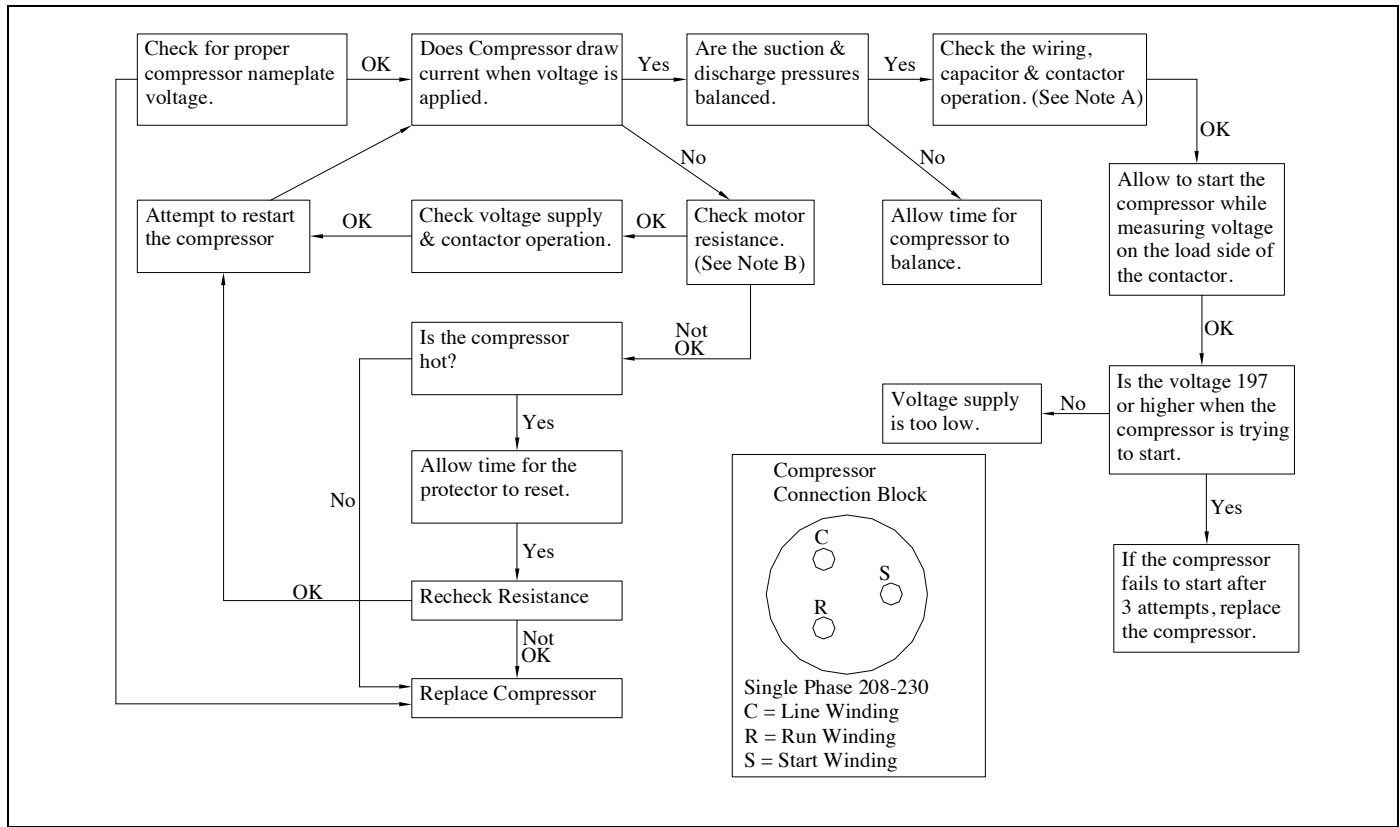 Check for proper
compressor nameplate
voltage.
OK
Does Compressor draw
current when voltage is
applied.
Yes
Are the suction &
discharge pressures
balanced.
Yes
Check the wiring,
capacitor & contactor
operation. (See Note A)
OK
No
No
Attempt to restart
the compressor
OK
Check voltage supply
& contactor operation.
OK
Check motor
resistance.
(See Note B)
Allow time for
compressor to
balance.
Allow to start the
compressor while
measuring voltage
on the load side of
the contactor.
OK
Is the compressor
hot?
Not
OK
Yes
No
Allow time for the
protector to reset.
Yes
OK
Recheck Resistance
Not
OK
Replace Compressor
Voltage supply
is too low.
No
Is the voltage 197
or higher when the
compressor is trying
to start.
Yes
If the compressor
fails to start after
3 attempts, replace
the compressor.
Compressor
Connection Block
C
S
R
Single Phase 208-230
C = Line Winding
R = Run Winding
S = Start Winding